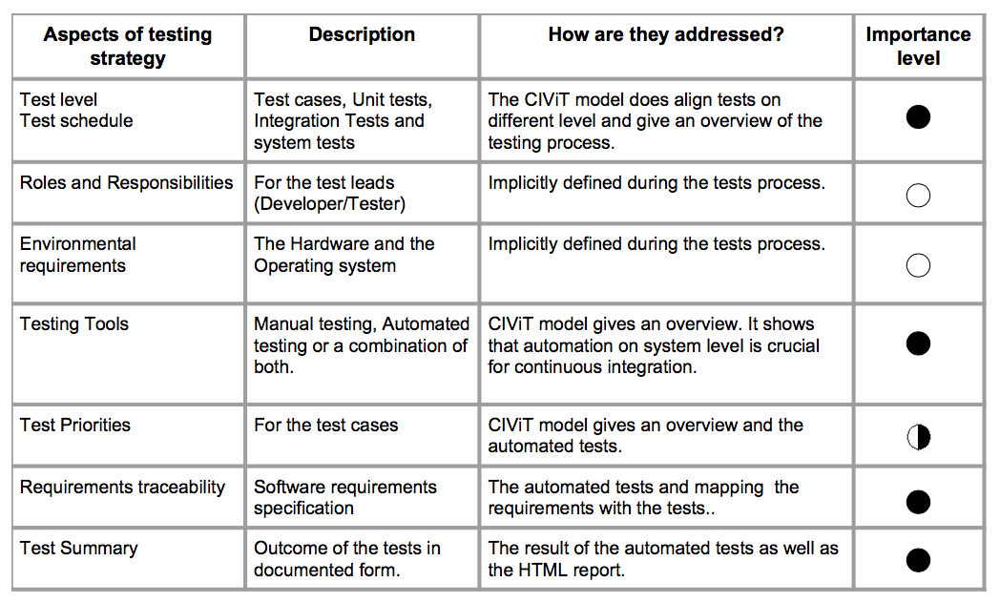 Aspects of testing
strategy
Description
How are they addressed?
Importance
level
Test level
Test schedule
Test cases, Unit tests,
Integration Tests and
system tests
The CIViT model does align tests on
different level and give an overview of the
testing process.
Roles and Responsibilities
For the test leads
(Developer/Tester)
Implicitly defined during the tests process.
Environmental
requirements
The Hardware and the
Operating system
Implicitly defined during the tests process.
Testing Tools
Manual testing, Automated
testing or a combination of
both.
CIViT model gives an overview. It shows
that automation on system level is crucial
for continuous integration.
Test Priorities
For the test cases
CIViT model gives an overview and the
automated tests.
Requirements traceability
Software requirements
specification
The automated tests and mapping  the
requirements with the tests..
Test Summary
Outcome of the tests in
documented form.
The result of the automated tests as well as
the HTML report.